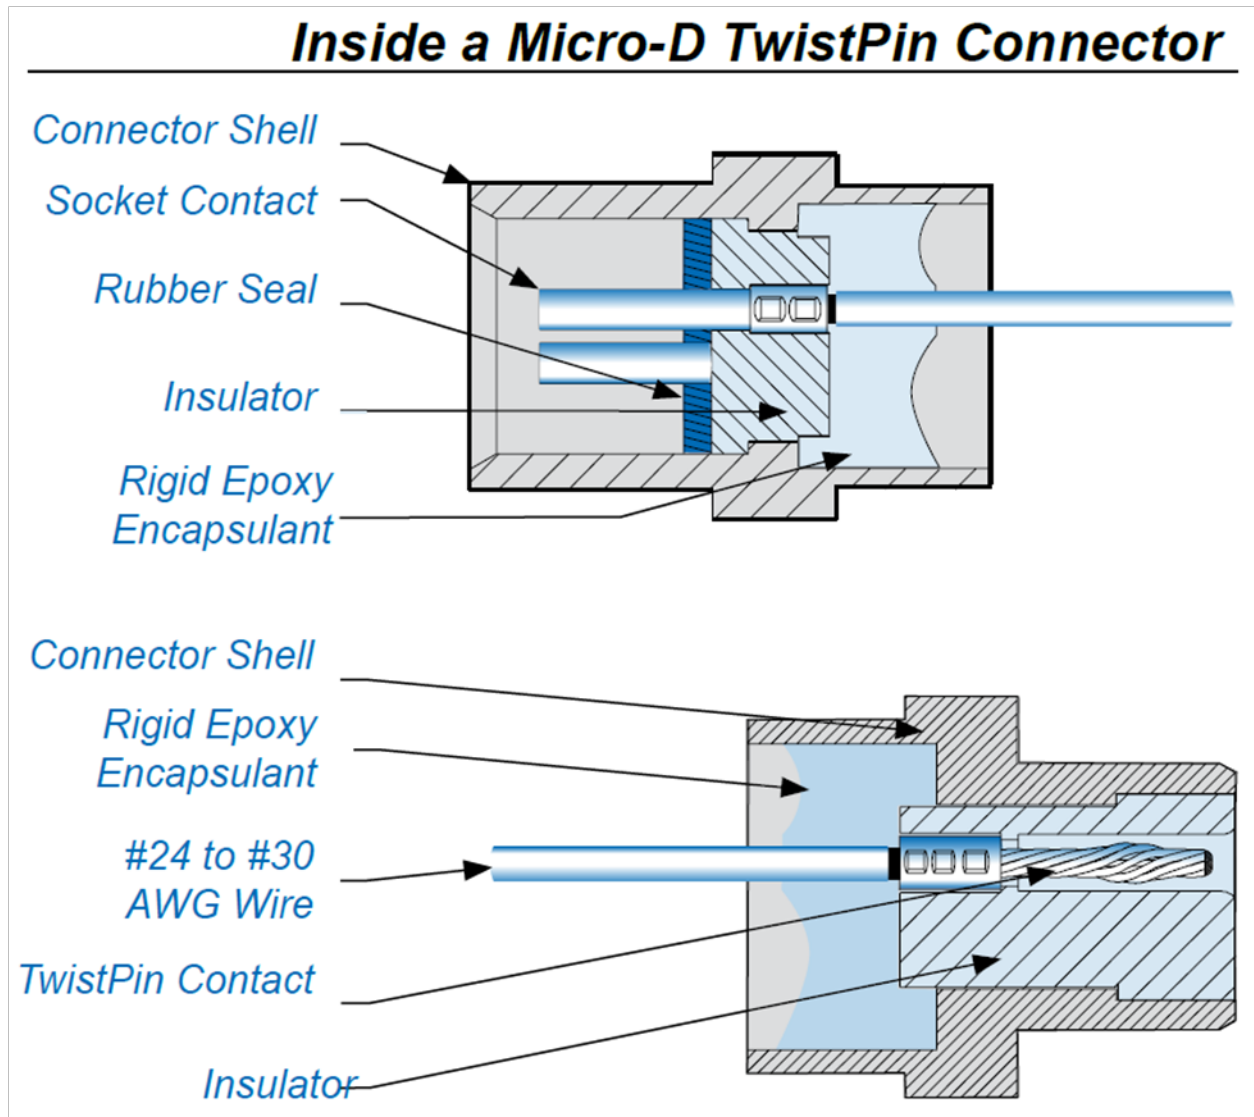 Inside a Micro-D TwistPin Connector
Connector Shell
Socket Contact
Rubber Seal
Insulator
Rigid Epoxy
Encapsulant
Connector Shell
Rigid Epoxy
Encapsulant
#24 to #30
AWG Wire
TwistPin Contact
Insulator